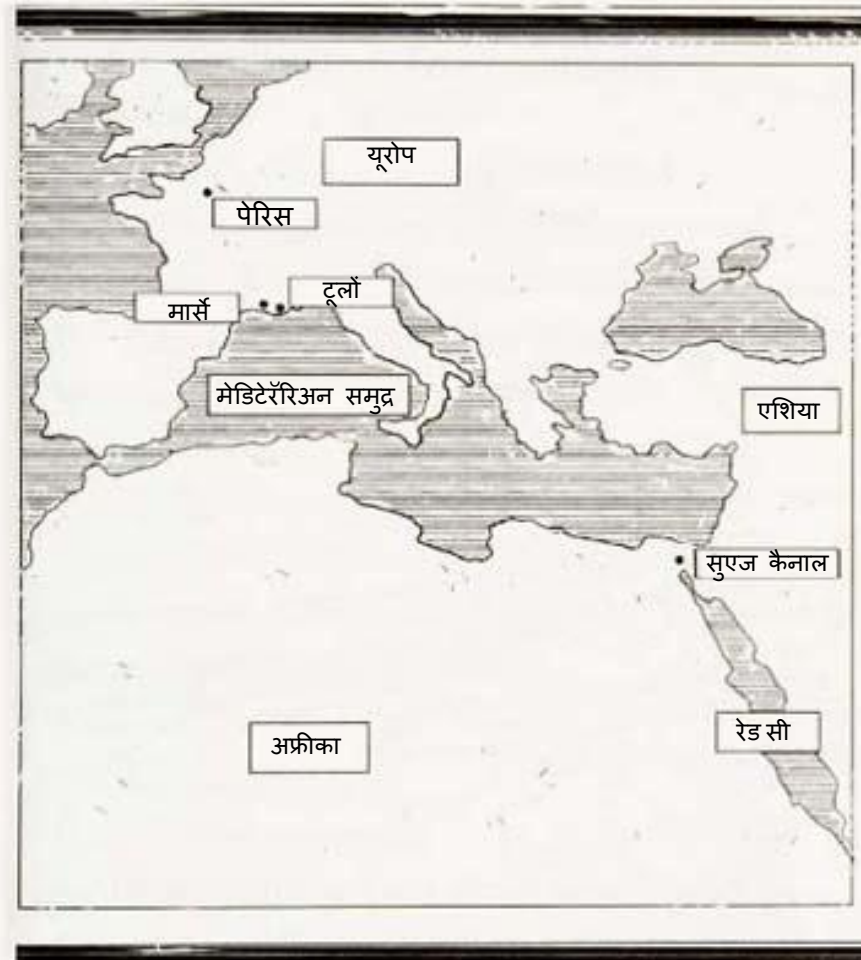 यूरोप
पेरिस
टूलों
मार्से
मेडिटेरॅरिअन समुद्र
एशिया
सुएज कैनाल
रेड सी
अफ्रीका